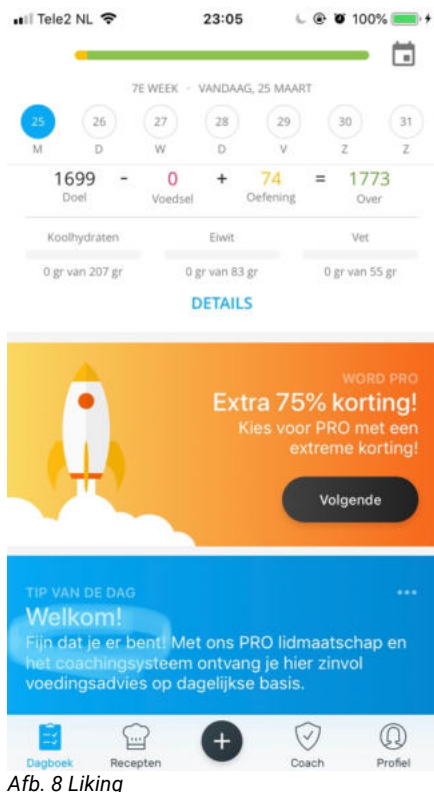 Tele2 NL 23:05 100%
7E WEEK · VANDAAG, 25 MAART
25 26 27 28 29 30 31
M D W D V Z Z
1699 - 0 + 74 = 1773
Doel Voedsel Oefening Over
Koolhydraten Eiwit Vet
0 gr van 207 gr 0 gr van 83 gr 0 gr van 55 gr
DETAILS
WORD PRO
Extra 75% korting!
Kies voor PRO met een
extreme korting!
Volgende
TIP VAN DE DAG
Welkom!
Fijn dat je er bent! Met ons PRO lidmaatschap en
het coachingsysteem ontvang je hier zinvol
voedingsadvies op dagelijkse basis.
Dagboek Recepten + Coach Profiel
Afb. 8 Liking